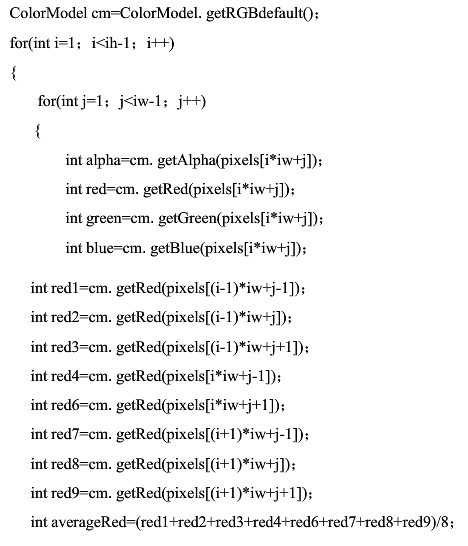 ColorModel cm=ColorModel. getRGBdefault();
for(int i=1; i<ih-1; i++)
{
for(int j=1; j<iw-1; j++)
{
int alpha=cm. getAlpha(pixels[i*iw+j]);
int red=cm. getRed(pixels[i*iw+j]);
int green=cm. getGreen(pixels[i*iw+j]);
int blue=cm. getBlue(pixels[i*iw+j]);
int red1=cm. getRed(pixels[(i-1)*iw+j-1]);
int red2=cm. getRed(pixels[(i-1)*iw+j]);
int red3=cm. getRed(pixels[(i-1)*iw+j+1]);
int red4=cm. getRed(pixels[i*iw+j-1]);
int red6=cm. getRed(pixels[i*iw+j+1]);
int red7=cm. getRed(pixels[(i+1)*iw+j-1]);
int red8=cm. getRed(pixels[(i+1)*iw+j]);
int red9=cm. getRed(pixels[(i+1)*iw+j+1]);
int averageRed=(red1+red2+red3+red4+red6+red7+red8+red9)/8;